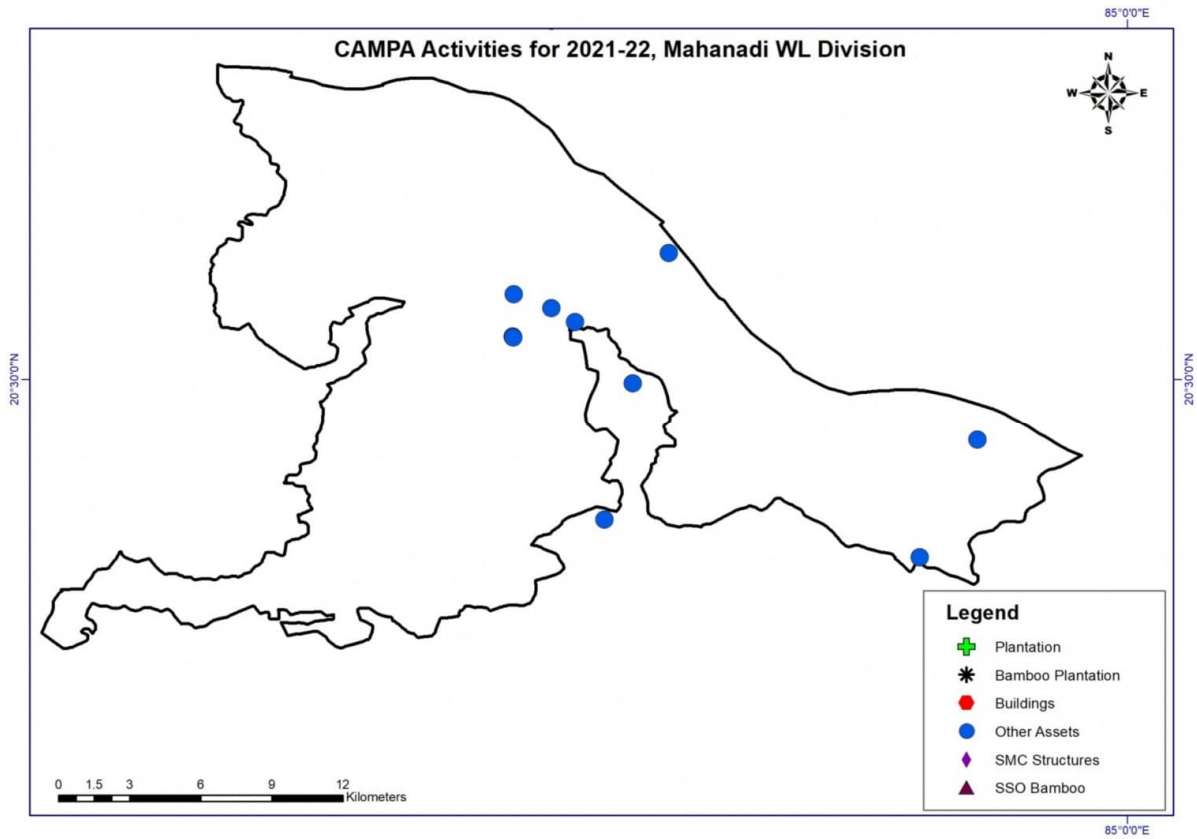 85°0'0"E
CAMPA Activities for 2021-22, Mahanadi WL Division
N
W E
S
20°30'0"N
20°30'0"N
Legend
Plantation
Bamboo Plantation
Buildings
Other Assets
SMC Structures
SSO Bamboo
0 1.5 3 6 9 12
Kilometers
85°0'0"E